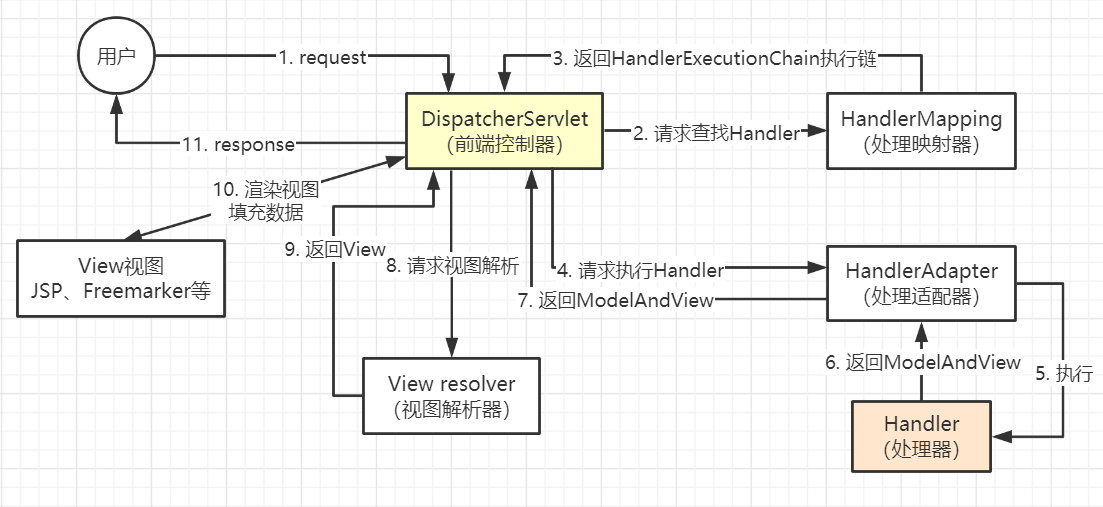 用户
1. request
3. 返回HandlerExecutionChain执行链
DispatcherServlet
（前端控制器）
2. 请求查找Handler
HandlerMapping
（处理映射器）
11. response
10. 渲染视图
填充数据
9. 返回View
8. 请求视图解析
4. 请求执行Handler
7. 返回ModelAndView
View视图
JSP、Freemarker等
HandlerAdapter
（处理适配器）
6. 返回ModelAndView
5. 执行
View resolver
（视图解析器）
Handler
（处理器）